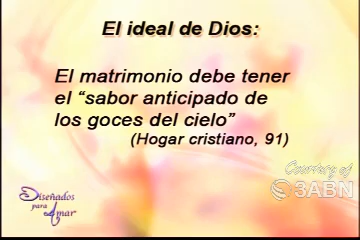 El ideal de Dios:
El matrimonio debe tener
el “sabor anticipado de
los goces del cielo”
(Hogar cristiano, 91)
Courtesy of
3ABN
Diseñados
para
Amar